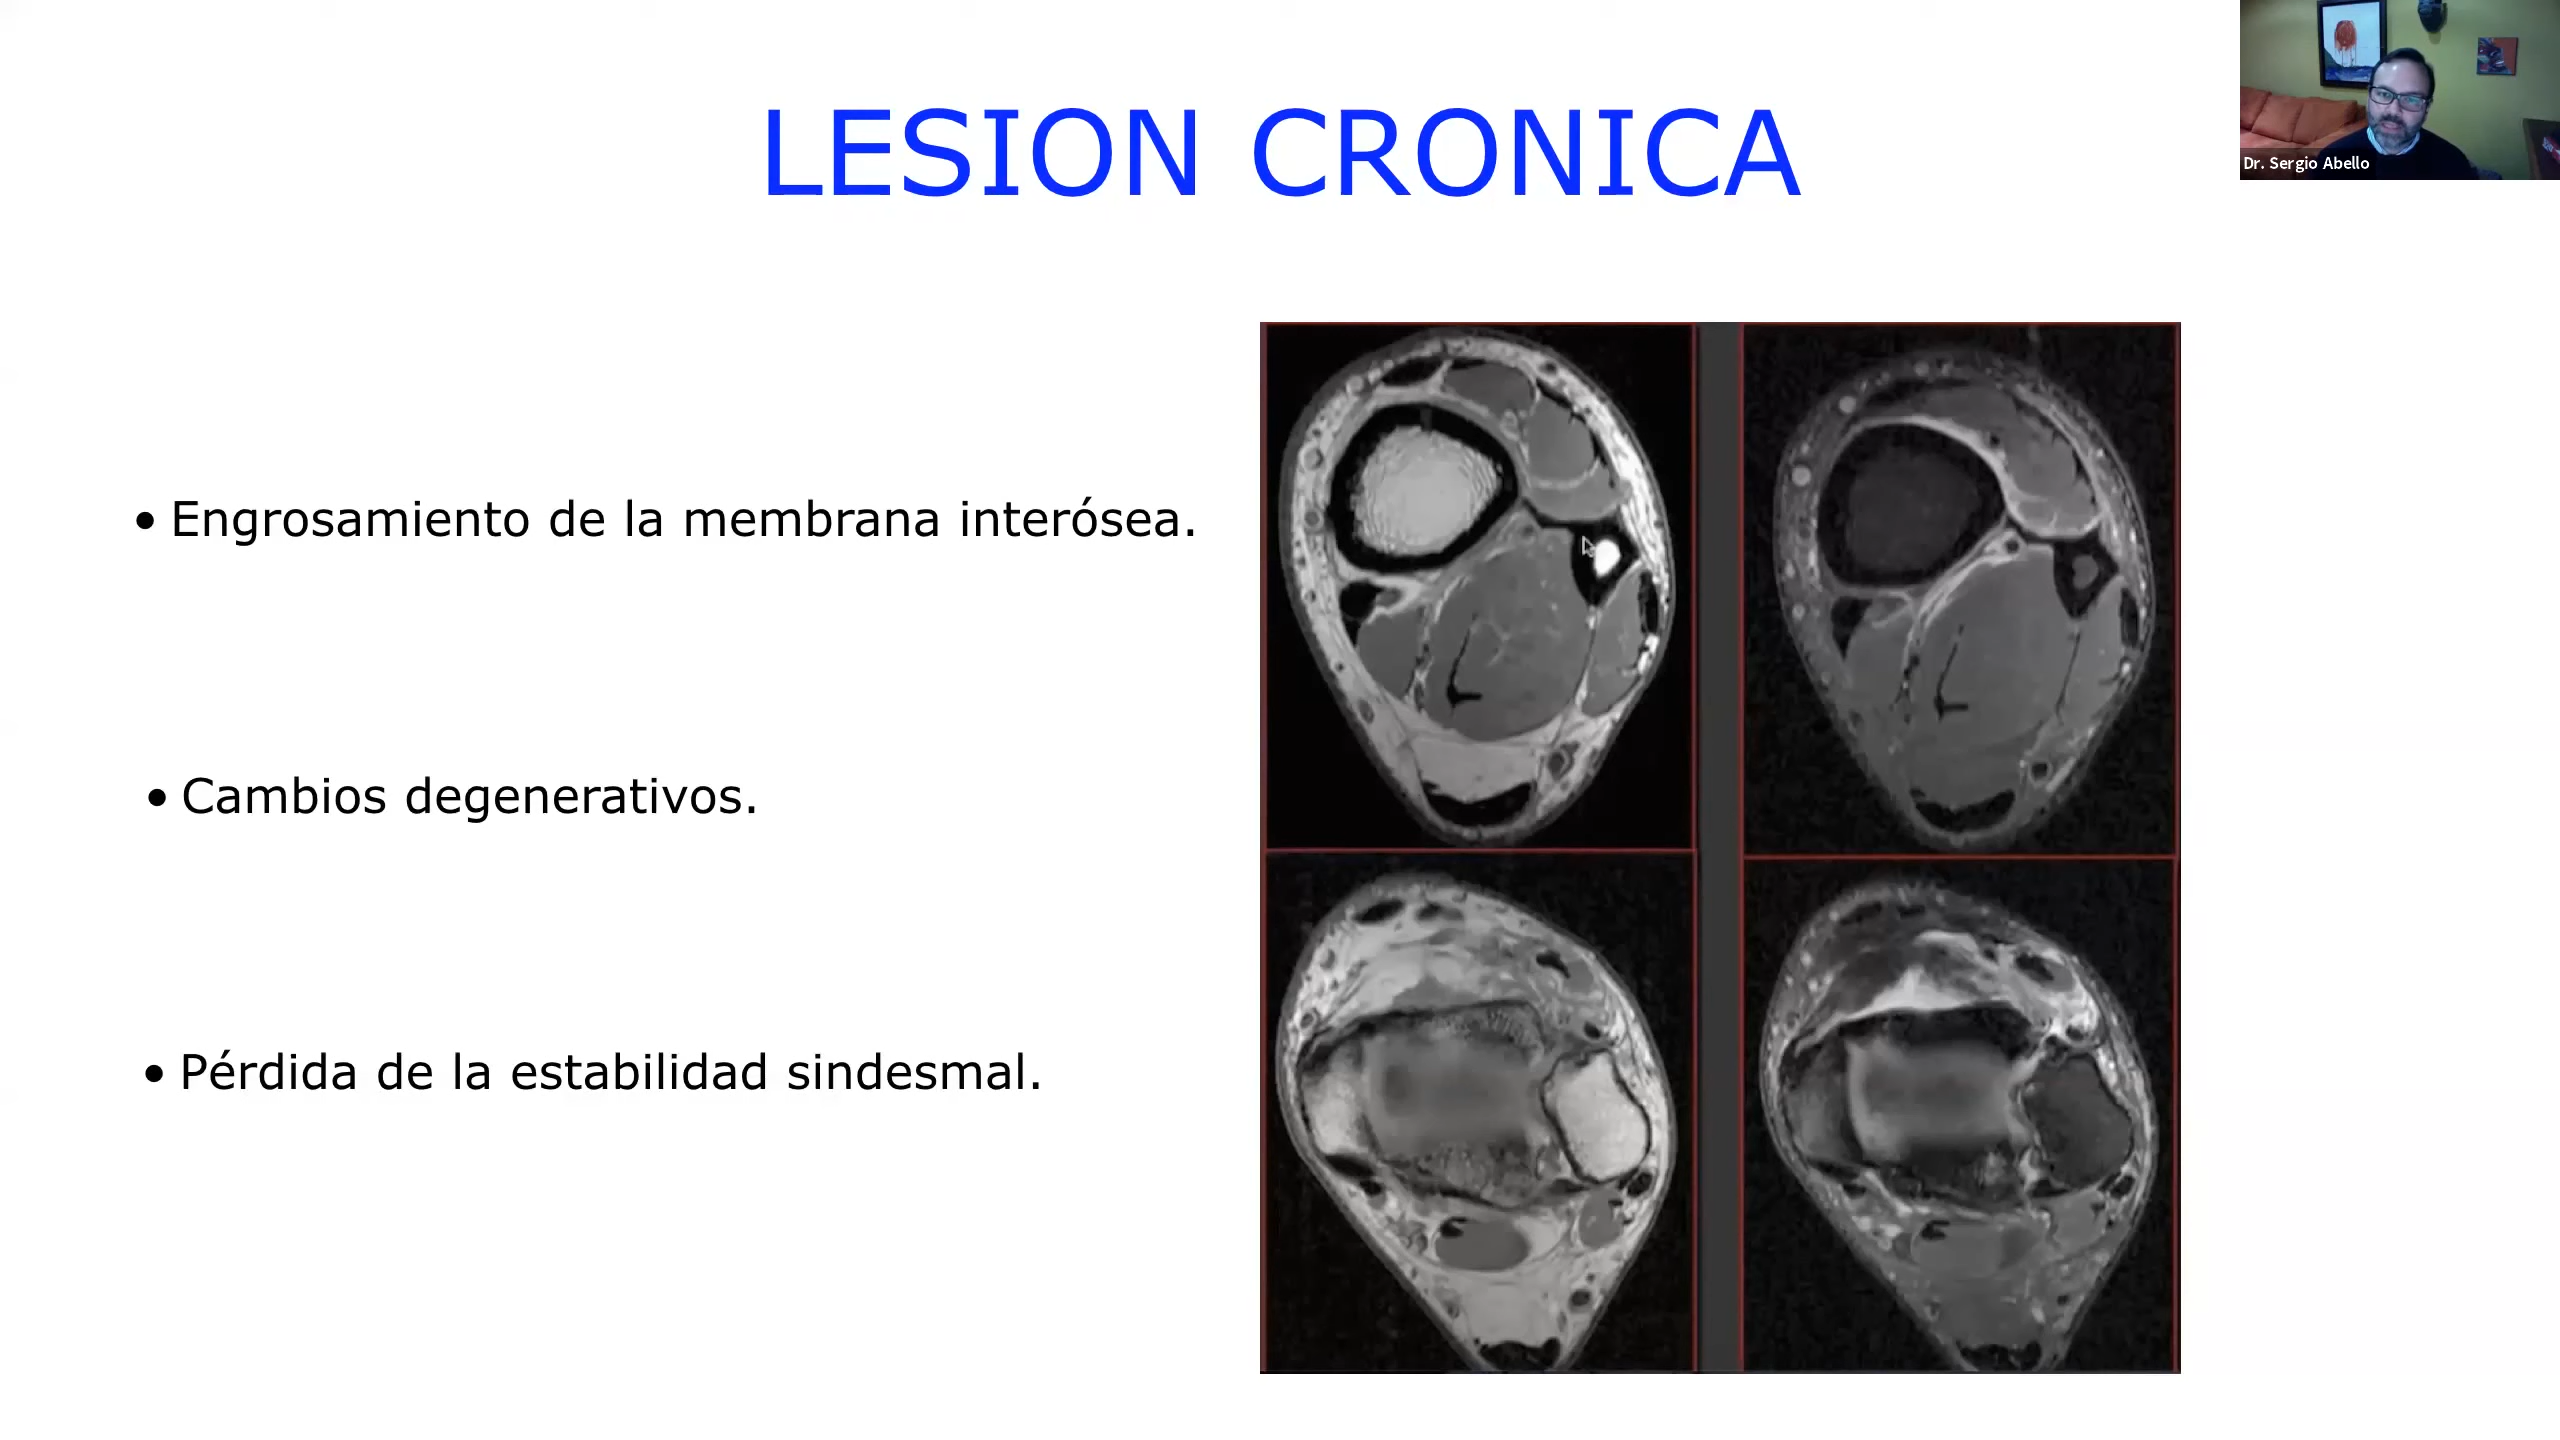 LESION CRONICA
Dr. Sergio Abello
• Engrosamiento de la membrana interósea.
• Cambios degenerativos.
• Pérdida de la estabilidad sindesmal.